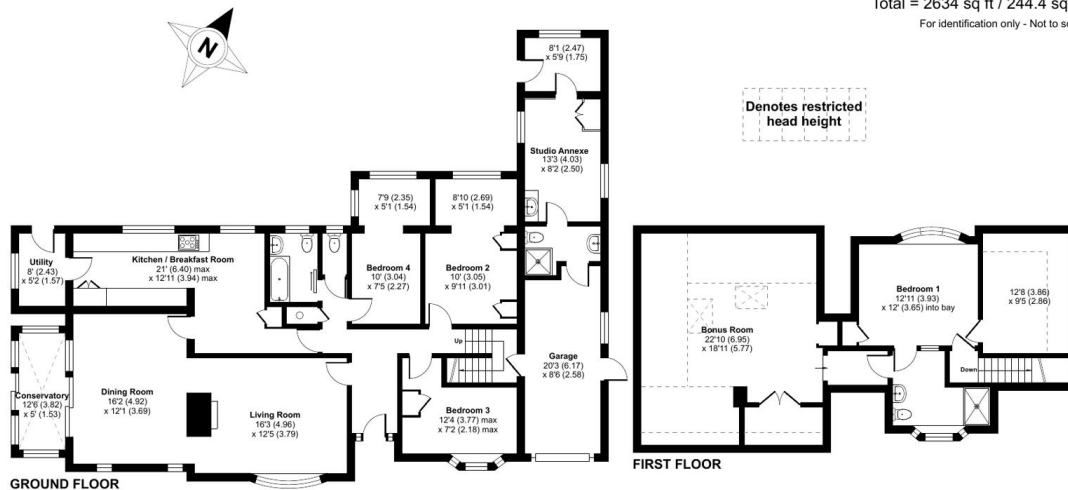 Total = 2634 sq ft / 244.4 sq
For identification only - Not to sc
N
8'1 (2.47)
x 5'9 (1.75)
Denotes restricted
head height
Studio Annexe
13'3 (4.03)
x 8'2 (2.50)
7'9 (2.35)
x 5'1 (1.54)
8'10 (2.69)
x 5'1 (1.54)
Utility
8' (2.43)
x 5'2 (1.57)
Kitchen / Breakfast Room
21' (6.40) max
x 12'11 (3.94) max
Bedroom 4
10' (3.04)
x 7'5 (2.27)
Bedroom 2
10' (3.05)
x 9'11 (3.01)
Up
Garage
20'3 (6.17)
x 8'6 (2.58)
Conservatory
12'6 (3.82)
x 5' (1.53)
Dining Room
16'2 (4.92)
x 12'1 (3.69)
Living Room
16'3 (4.96)
x 12'5 (3.79)
Bedroom 3
12'4 (3.77) max
x 7'2 (2.18) max
GROUND FLOOR
Bedroom 1
12'11 (3.93)
x 12' (3.65) into bay
12'8 (3.86)
x 9'5 (2.86)
Bonus Room
22'10 (6.95)
x 18'11 (5.77)
Down
FIRST FLOOR